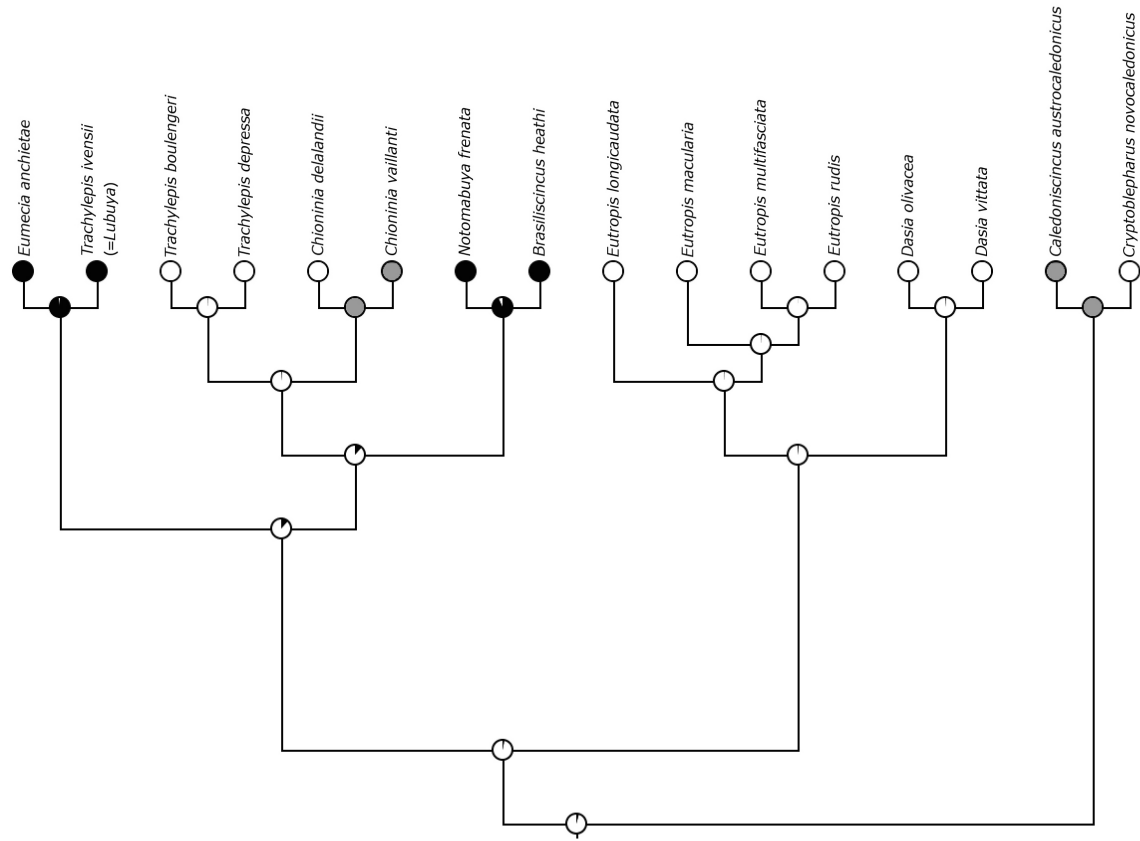 Eumecia anchietae
Trachylepis ivensii
(=Lubuya)
Trachylepis boulengeri
Trachylepis depressa
Chioninia delalandii
Chioninia vaillanti
Notomabuya frenata
Brasiliscincus heathi
Eutropis longicaudata
Eutropis macularia
Eutropis multifasciata
Eutropis rudis
Dasia olivacea
Dasia vittata
Caledoniscincus austrocaledonicus
Cryptoblepharus novocaledonicus